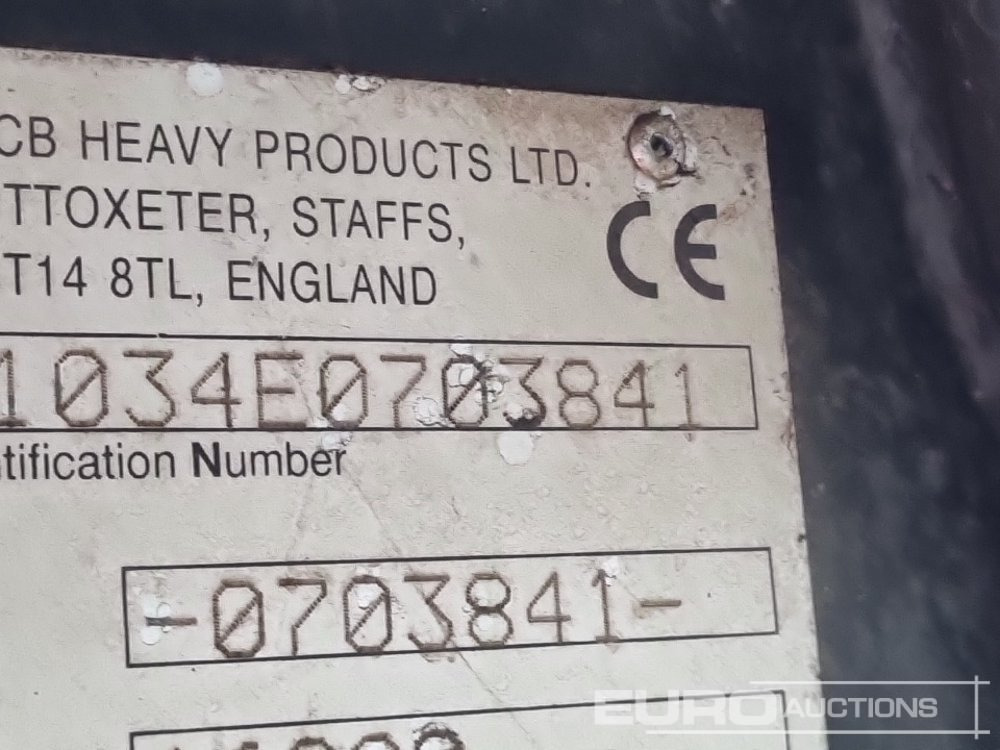 CB HEAVY PRODUCTS LTD.
TTOXETER, STAFFS,
T14 8TL, ENGLAND
CE
1034E0703841
tification Number
-0703841-
EURO AUCTIONS